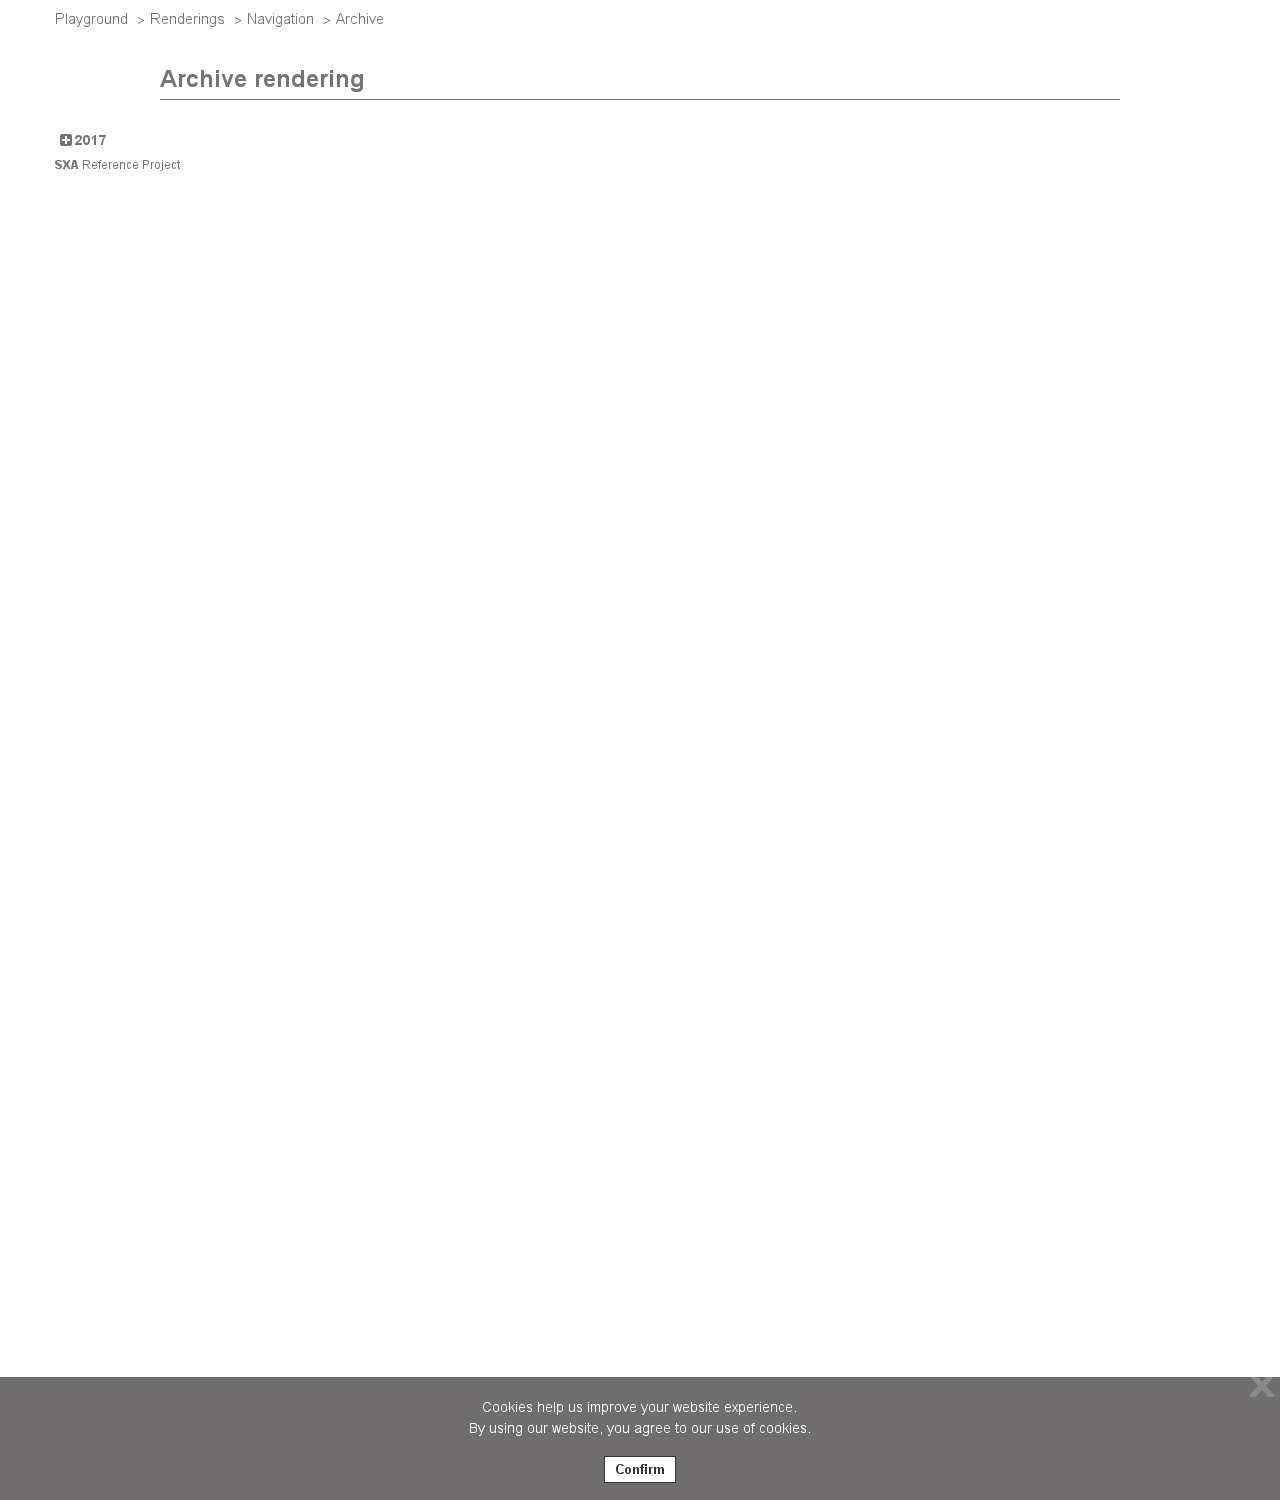 Playground > Renderings > Navigation > Archive
Archive rendering
2017
SXA Reference Project
Cookies help us improve your website experience.
By using our website, you agree to our use of cookies.
Confirm